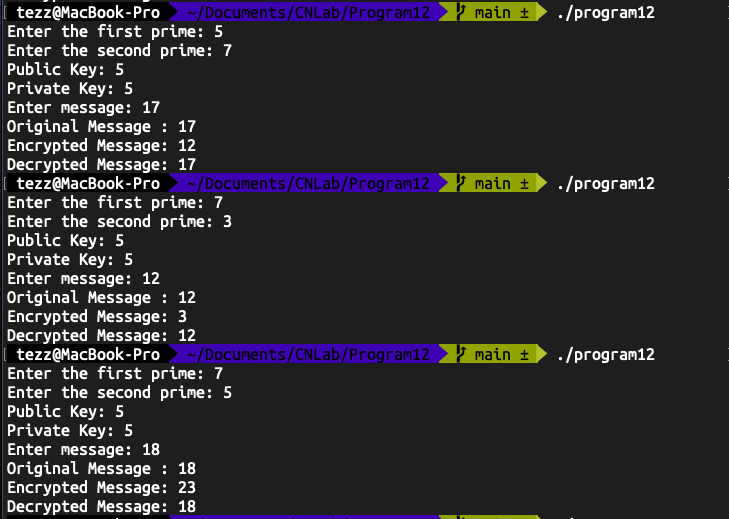 tezz@MacBook-Pro ~/Documents/CNLab/Program12 main ± ./program12
Enter the first prime: 5
Enter the second prime: 7
Public Key: 5
Private Key: 5
Enter message: 17
Original Message : 17
Encrypted Message: 12
Decrypted Message: 17
tezz@MacBook-Pro ~/Documents/CNLab/Program12 main ± ./program12
Enter the first prime: 7
Enter the second prime: 3
Public Key: 5
Private Key: 5
Enter message: 12
Original Message : 12
Encrypted Message: 3
Decrypted Message: 12
tezz@MacBook-Pro ~/Documents/CNLab/Program12 main ± ./program12
Enter the first prime: 7
Enter the second prime: 5
Public Key: 5
Private Key: 5
Enter message: 18
Original Message : 18
Encrypted Message: 23
Decrypted Message: 18